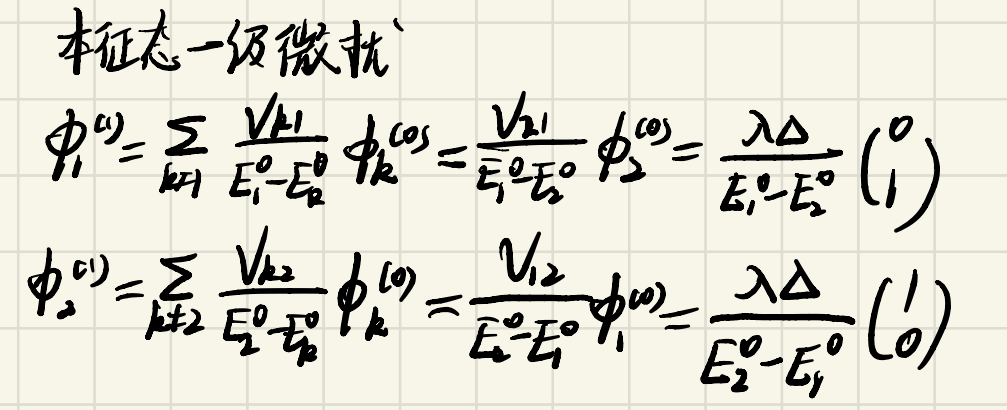 本征态一级微扰
ϕ₁⁽¹⁾ = Σ_{k≠1} V_{k1}/(E₁⁰-E_k⁰) ϕ_k⁽⁰⁾ = V₂₁/(E₁⁰-E₂⁰) ϕ₂⁽⁰⁾ = λΔ/(E₁⁰-E₂⁰) (0 1)
ϕ₂⁽¹⁾ = Σ_{k≠2} V_{k2}/(E₂⁰-E_k⁰) ϕ_k⁽⁰⁾ = V₁₂/(E₂⁰-E₁⁰) ϕ₁⁽⁰⁾ = λΔ/(E₂⁰-E₁⁰) (1 0)